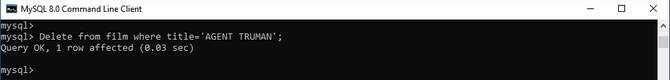 MySQL 8.0 Command Line Client
mysql>
mysql> Delete from film where title='AGENT TRUMAN';
Query OK, 1 row affected (0.03 sec)
mysql>